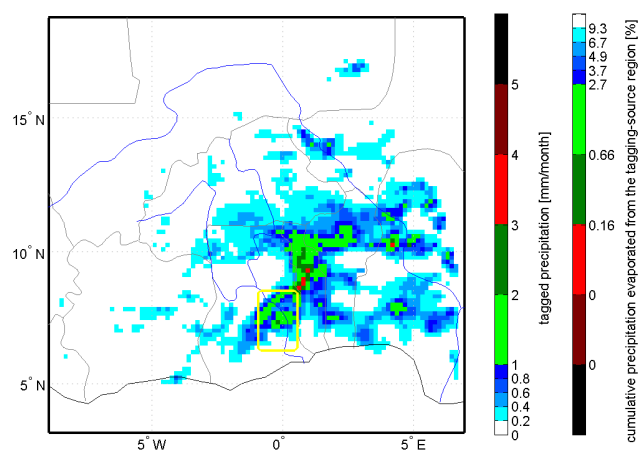 15° N
10° N
5° N
5° W
0°
5° E
5
4
3
2
1
0.8
0.6
0.4
0.2
0
tagged precipitation [mm/month]
9.3
6.7
4.9
3.7
2.7
0.66
0.16
0
0
cumulative precipitation evaporated from the tagging-source region [%]